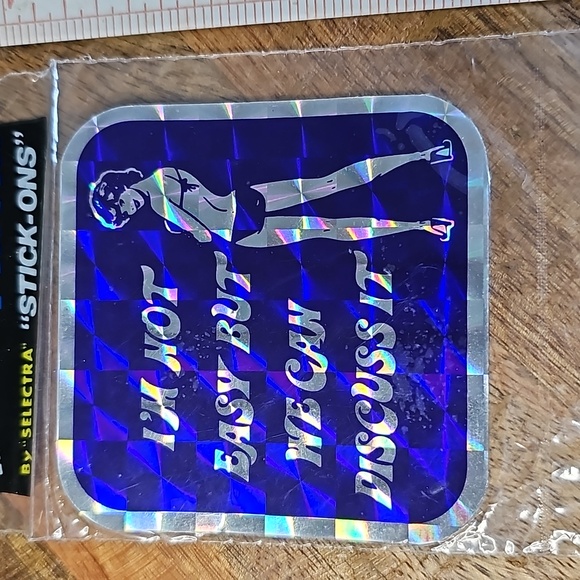 "STICK-ONS"
BY "SELECTRA"
I'M NOT
EASY BUT
WE CAN
DISCUSS IT